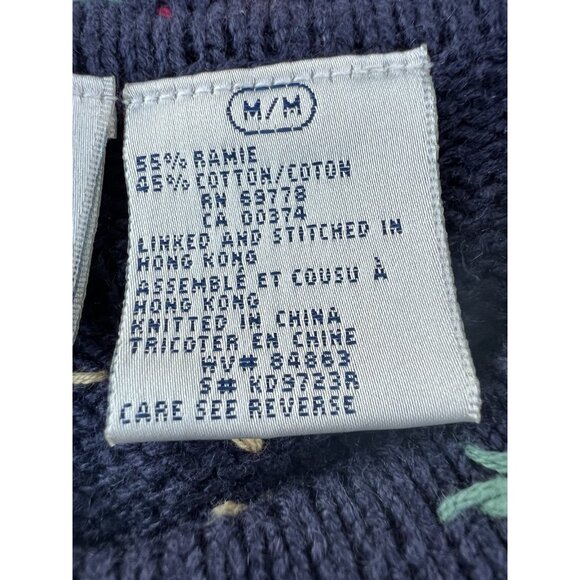 M/M
55% RAMIE
45% COTTON/COTON
RN 69778
CA 00374
LINKED AND STITCHED IN
HONG KONG
ASSEMBLÉ ET COUSU À
HONG KONG
KNITTED IN CHINA
TRICOTER EN CHINE
WV# 84863
S# KD9723R
CARE SEE REVERSE